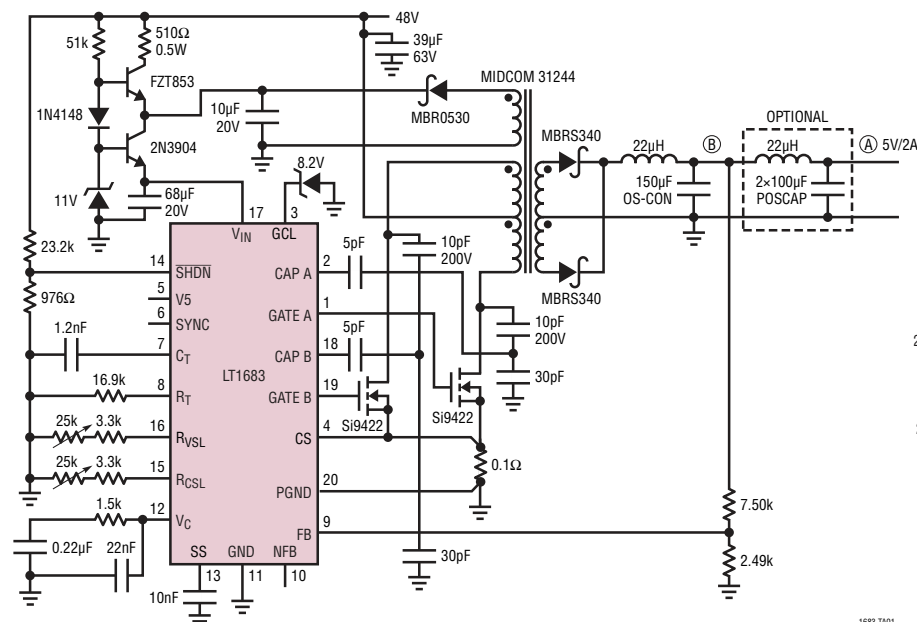 48V
51k
510Ω
0.5W
39µF
63V
FZT853
MIDCOM 31244
1N4148
10µF
20V
MBR0530
OPTIONAL
MBRS340
22µH
B
22µH
A 5V/2A
2N3904
8.2V
150µF
OS-CON
2×100µF
POSCAP
11V
68µF
20V
17
3
VIN
GCL
23.2k
5pF
10pF
200V
14
SHDN
CAP A
2
MBRS340
976Ω
5
V5
6
SYNC
GATE A
1
10pF
200V
1.2nF
5pF
7
CT
CAP B
18
LT1683
30pF
16.9k
8
RT
GATE B
19
Si9422
Si9422
25k
3.3k
16
RVSL
CS
4
0.1Ω
25k
3.3k
15
RCSL
PGND
20
1.5k
12
VC
7.50k
FB
9
0.22µF
22nF
SS
GND
NFB
30pF
2.49k
13
11
10
10nF
1683 TA01